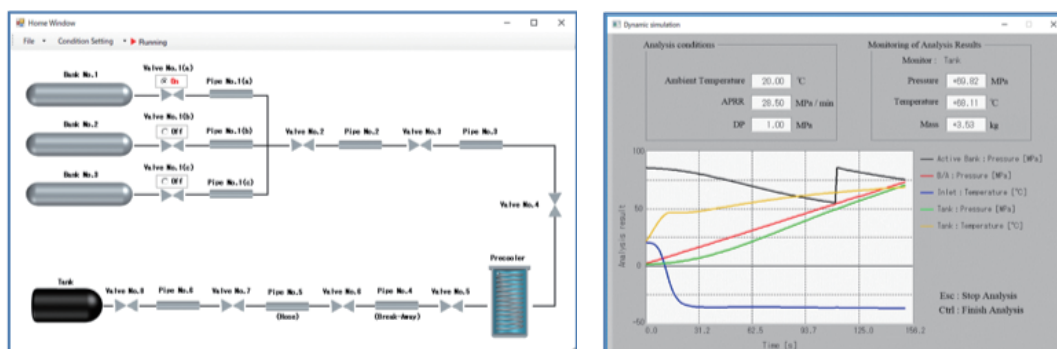 Home Window
File Condition Setting Running
Valve No.1(a)
Bank No.1 On Pipe No.1(a)
Valve No.1(b)
Bank No.2 Off Pipe No.1(b) Valve No.2 Pipe No.2 Valve No.3 Pipe No.3
Valve No.1(c)
Bank No.3 Off Pipe No.1(c)
Valve No.4
Precooler
Tank Valve No.8 Pipe No.6 Valve No.7 Pipe No.5 Valve No.6 Pipe No.4 Valve No.5
(Hose) (Break-Away)
Dynamic simulation
Analysis conditions
Ambient Temperature 20.00 ℃
APRR 28.50 MPa / min
DP 1.00 MPa
Monitoring of Analysis Results
Monitor : Tank
Pressure +69.82 MPa
Temperature +68.11 ℃
Mass +3.53 kg
Analysis result
100
50
0
-50
0.0 31.2 62.5 90.7 125.0 156.2
Time [s]
Active Bank : Pressure [MPa]
B/A : Pressure [MPa]
Inlet : Temperature [℃]
Tank : Pressure [MPa]
Tank : Temperature [℃]
Esc : Stop Analysis
Ctrl : Finish Analysis